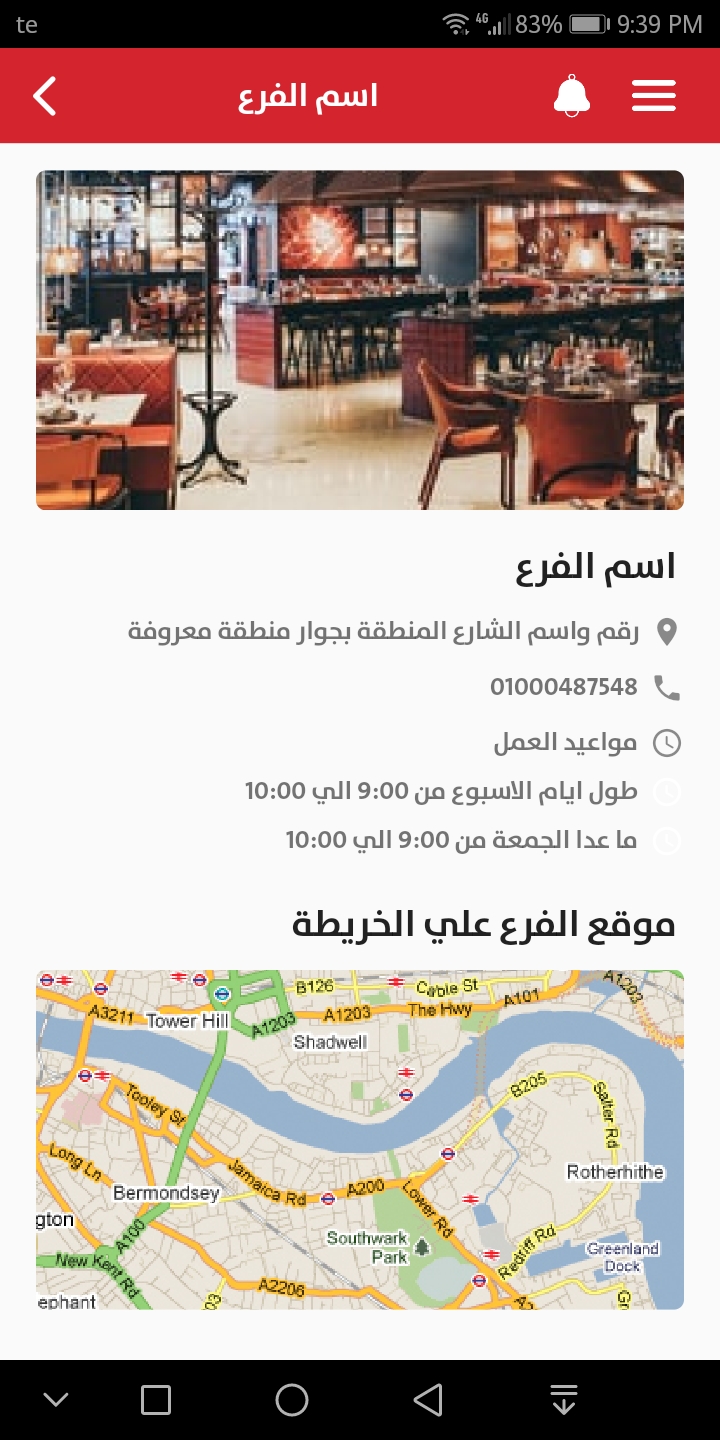 te
4G 83% 9:39 PM
اسم الفرع
اسم الفرع
رقم واسم الشارع المنطقة بجوار منطقة معروفة
01000487548
مواعيد العمل
طول ايام الاسبوع من 9:00 الي 10:00
ما عدا الجمعة من 9:00 الي 10:00
موقع الفرع علي الخريطة
B126
Cable St
A1203
A3211
Tower Hill
A1203
A1203
The Hwy
A101
Shadwell
B205
Tooley St
Salter Rd
Long Ln
Jamaica Rd
A200
Lower Rd
Rotherhithe
Bermondsey
gton
A100
Southwark
Park
Redriff Rd
Greenland
Dock
New Kent Rd
A2206
ephant
03
A2
Gr